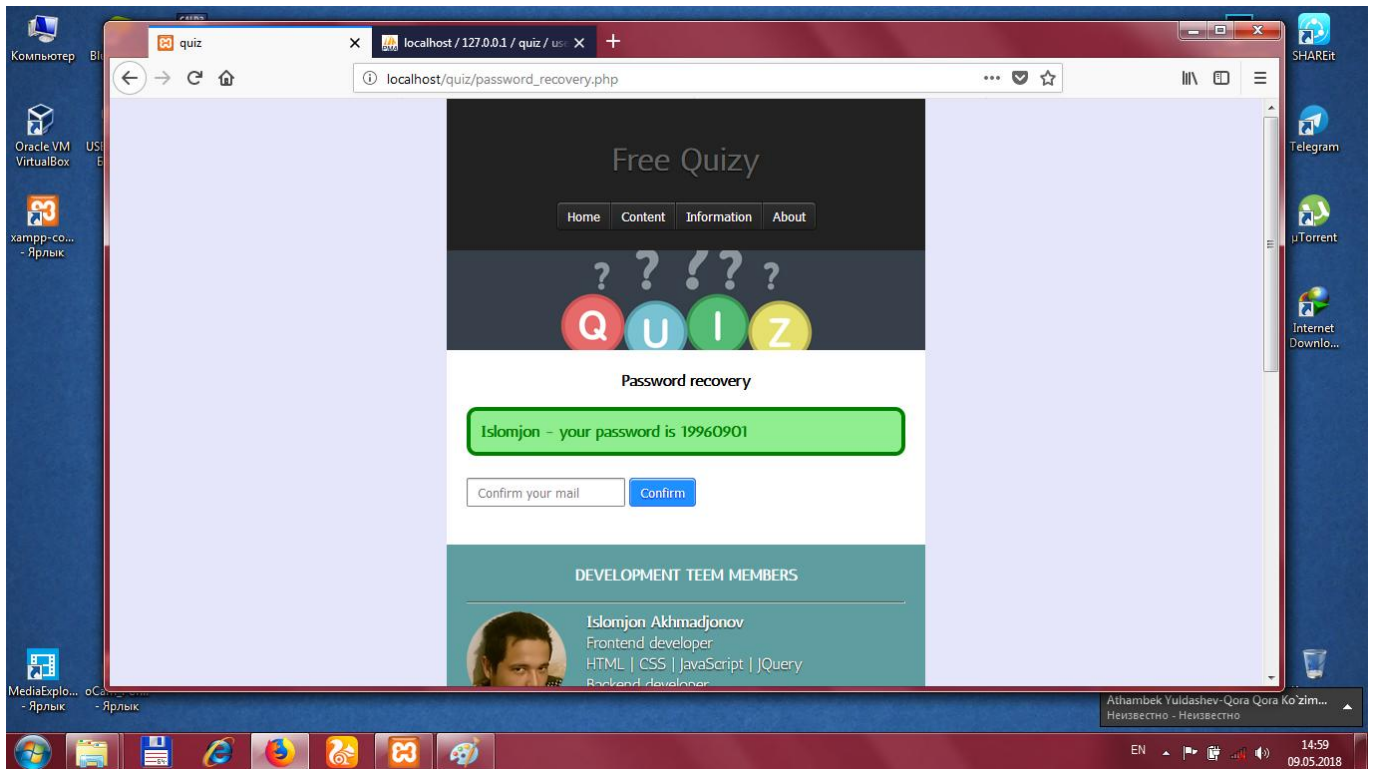 Компьютер
Oracle VM
VirtualBox
xampp-co...
- Ярлык
MediaExplo...
- Ярлык
- Ярлык
quiz
localhost / 127.0.0.1 / quiz / use
localhost/quiz/password_recovery.php
Free Quizy
Home Content Information About
? ? ! ? ?
Q U I Z
Password recovery
Islomjon - your password is 19960901
Confirm your mail Confirm
DEVELOPMENT TEEM MEMBERS
Islomjon Akhmadjonov
Frontend developer
HTML | CSS | JavaScript | JQuery
Backend developer
SHAREit
Telegram
µTorrent
Internet
Downlo...
Athambek Yuldashev-Qora Qora Ko`zim...
Неизвестно - Неизвестно
EN
14:59
09.05.2018